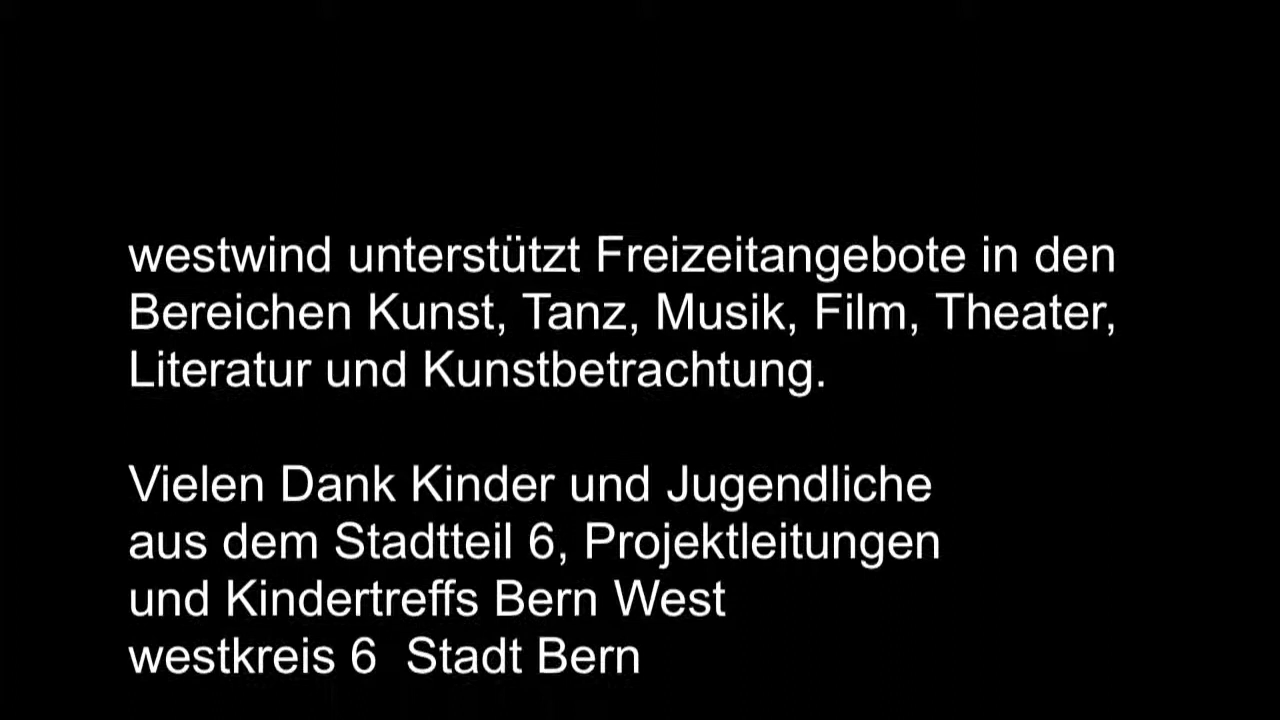 westwind unterstützt Freizeitangebote in den
Bereichen Kunst, Tanz, Musik, Film, Theater,
Literatur und Kunstbetrachtung.
Vielen Dank Kinder und Jugendliche
aus dem Stadtteil 6, Projektleitungen
und Kindertreffs Bern West
westkreis 6  Stadt Bern